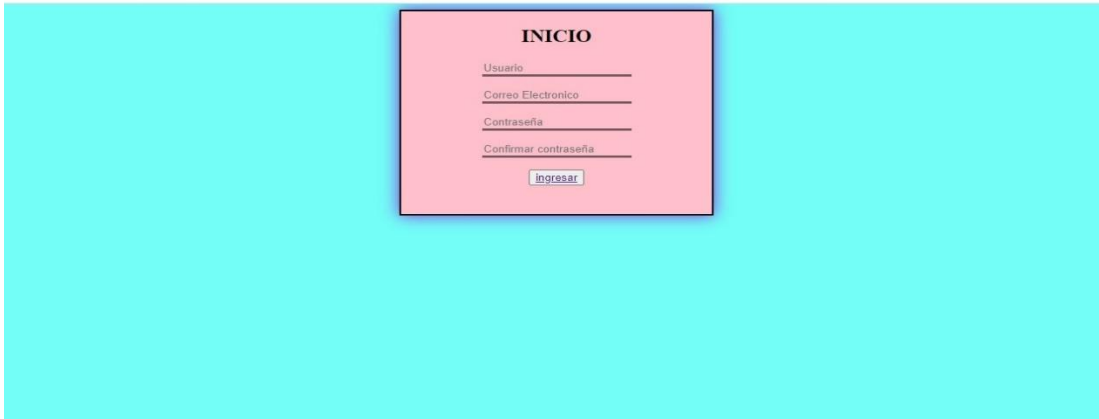 INICIO
Usuario
Correo Electronico
Contraseña
Confirmar contraseña
ingresar